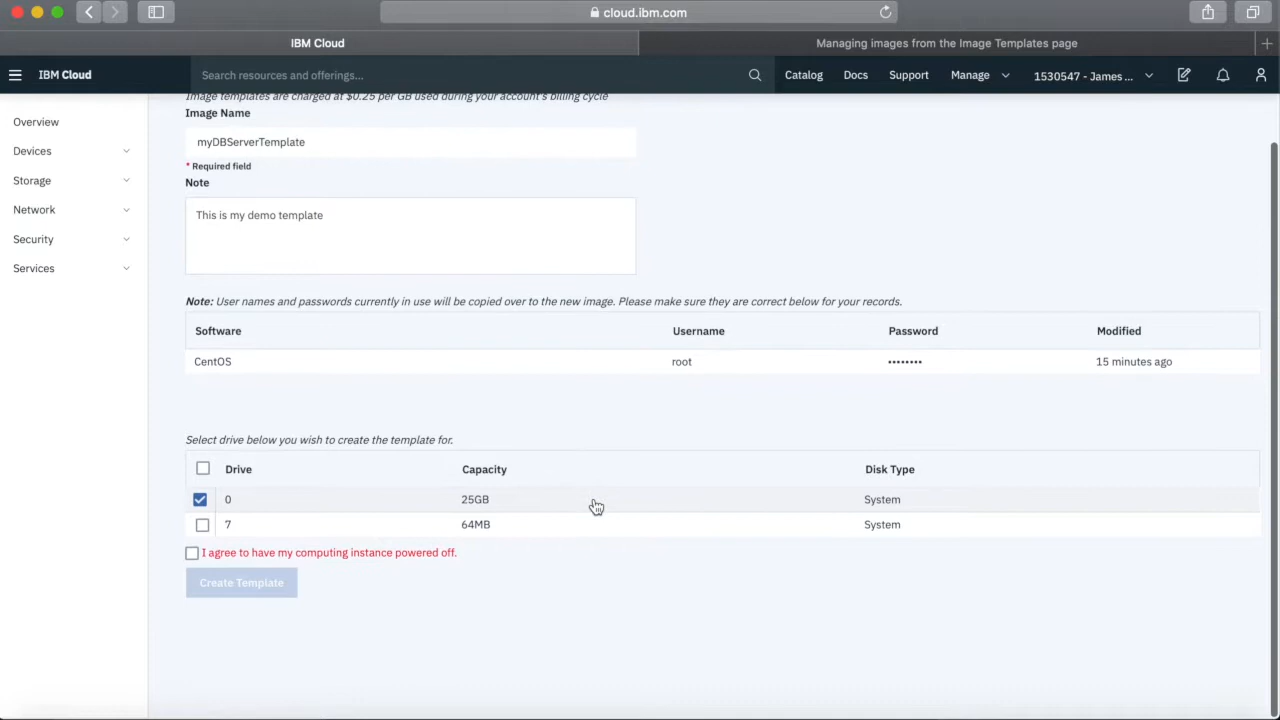 cloud.ibm.com
IBM Cloud
Managing images from the Image Templates page
IBM Cloud
Search resources and offerings...
Catalog
Docs
Support
Manage
1530547 - James ...
Overview
Devices
Storage
Network
Security
Services
Image templates are charged at $0.25 per GB used during your account's billing cycle
Image Name
myDBServerTemplate
* Required field
Note
This is my demo template
Note: User names and passwords currently in use will be copied over to the new image. Please make sure they are correct below for your records.
Software Username Password Modified
CentOS root •••••••• 15 minutes ago
Select drive below you wish to create the template for.
Drive Capacity Disk Type
0 25GB System
7 64MB System
I agree to have my computing instance powered off.
Create Template